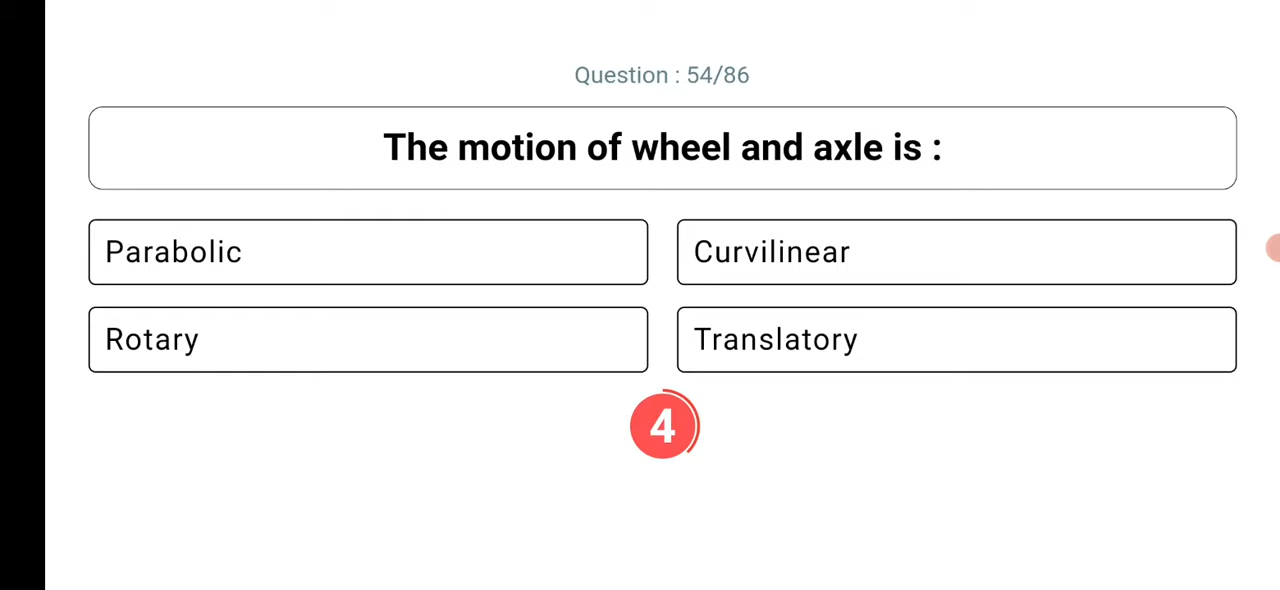 Question : 54/86
The motion of wheel and axle is :
Parabolic
Curvilinear
Rotary
Translatory
4